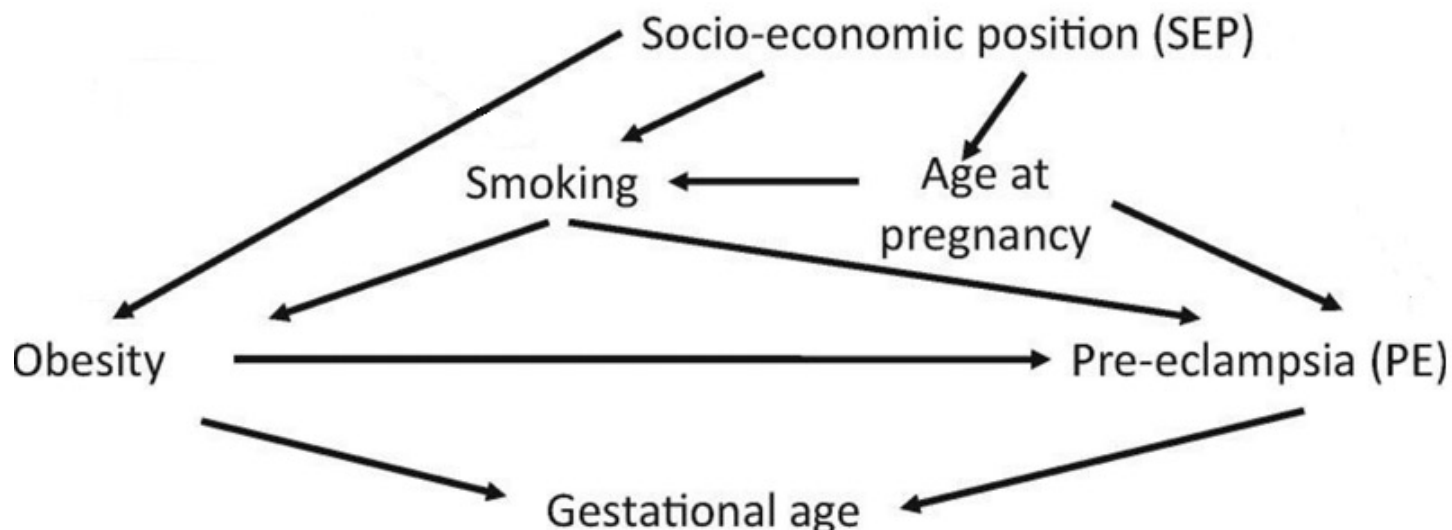 Socio-economic position (SEP)
Smoking
Age at
pregnancy
Obesity
Pre-eclampsia (PE)
Gestational age